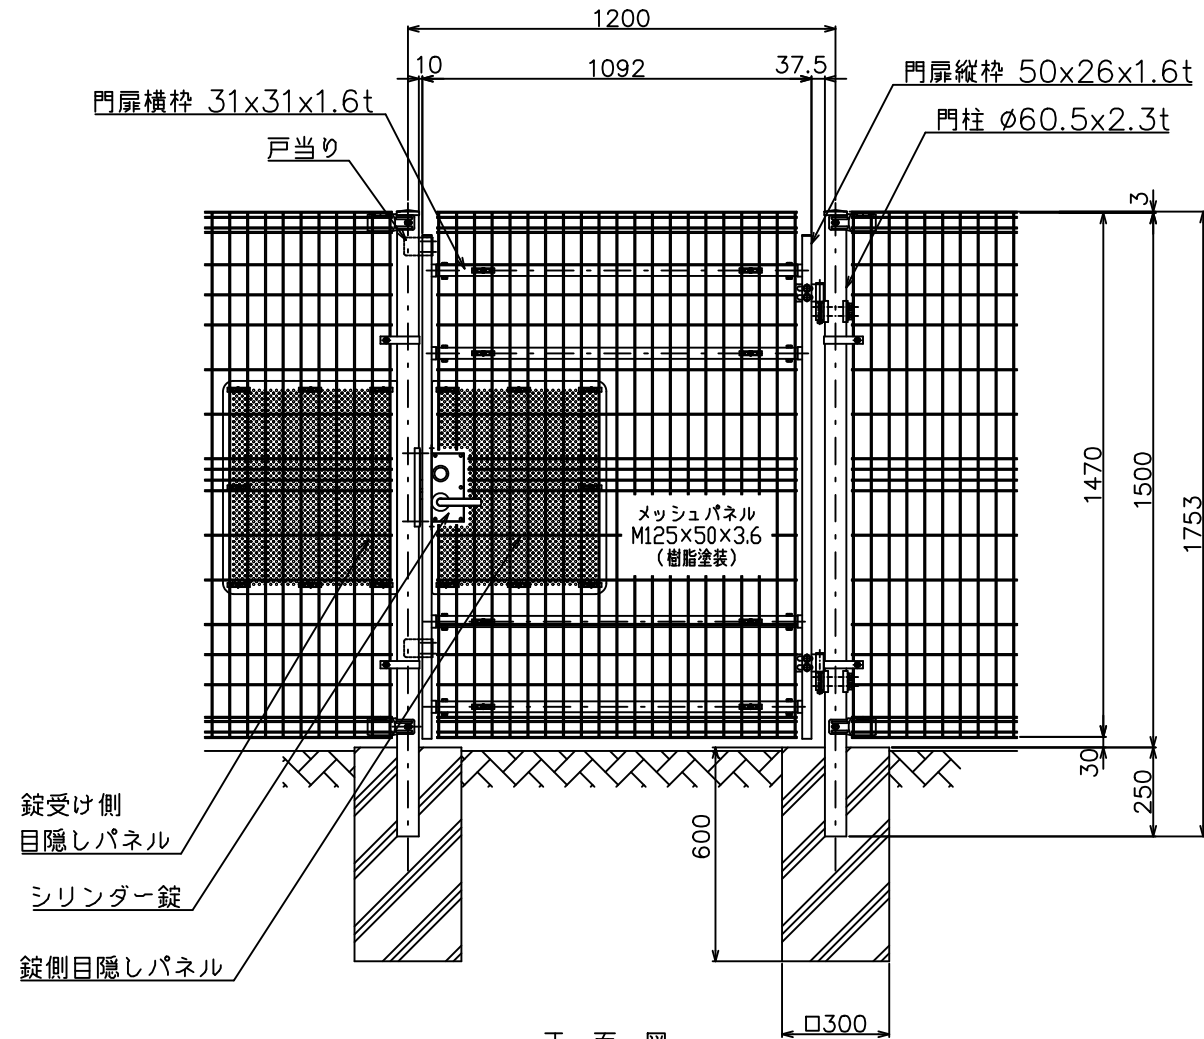 1200
10
1092
37.5
門扉縦枠 50x26x1.6t
門扉横枠 31x31x1.6t
門柱 Φ60.5x2.3t
戸当り
3
1470
1500
1753
メッシュパネル
M125×50×3.6
(樹脂塗装)
30
250
600
錠受け側
目隠しパネル
シリンダー錠
錠側目隠しパネル
□300
正 面 図